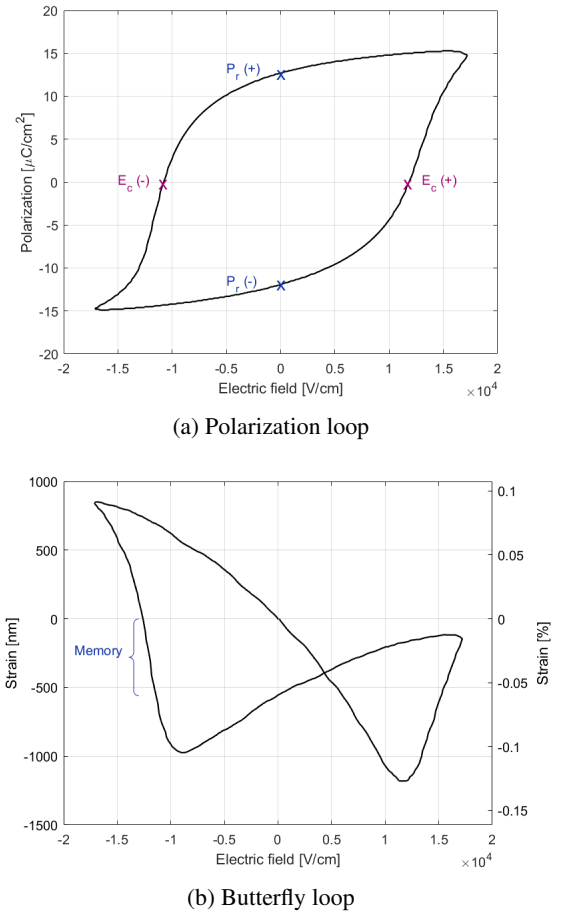 20
15
10
5
0
-5
-10
-15
-20
Polarization [μC/cm²]
P_r (+)
E_c (-)
E_c (+)
P_r (-)
X
X
X
X
-2 -1.5 -1 -0.5 0 0.5 1 1.5 2
Electric field [V/cm]
×10⁴
(a) Polarization loop
1000
500
0
-500
-1000
-1500
Strain [nm]
Memory
0.1
0.05
0
-0.05
-0.1
-0.15
Strain [%]
-2 -1.5 -1 -0.5 0 0.5 1 1.5 2
Electric field [V/cm]
×10⁴
(b) Butterfly loop